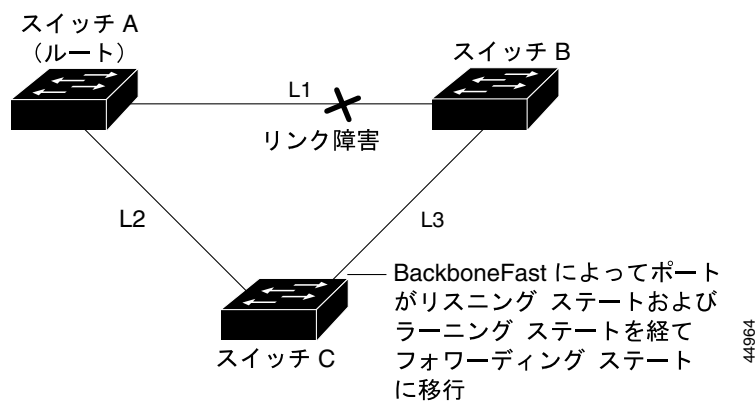 スイッチ A
（ルート）
スイッチ B
L1
リンク障害
L2
L3
BackboneFast によってポート
がリスニング ステートおよび
ラーニング ステートを経て
フォワーディング ステート
に移行
スイッチ C
44964